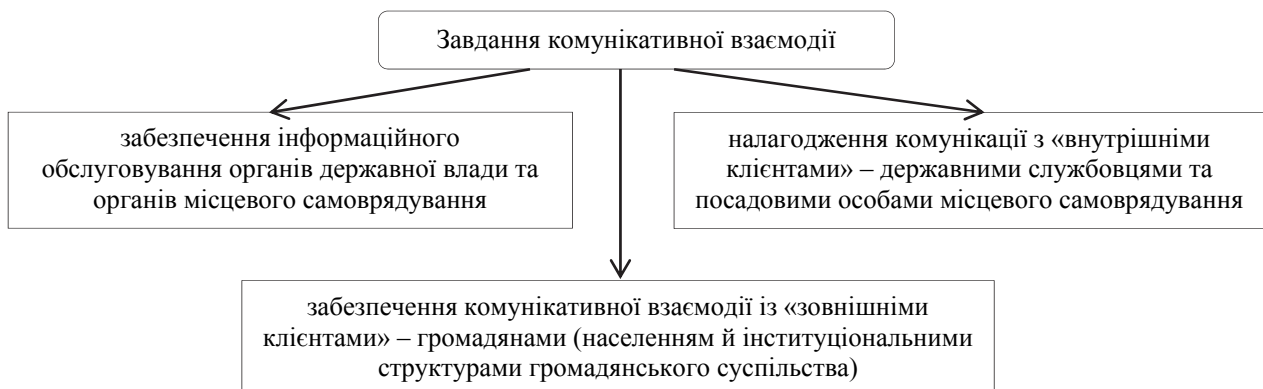 Завдання комунікативної взаємодії
забезпечення інформаційного
обслуговування органів державної влади та
органів місцевого самоврядування
налагодження комунікації з «внутрішніми
клієнтами» – державними службовцями та
посадовими особами місцевого самоврядування
забезпечення комунікативної взаємодії із «зовнішніми
клієнтами» – громадянами (населенням й інституціональними
структурами громадянського суспільства)